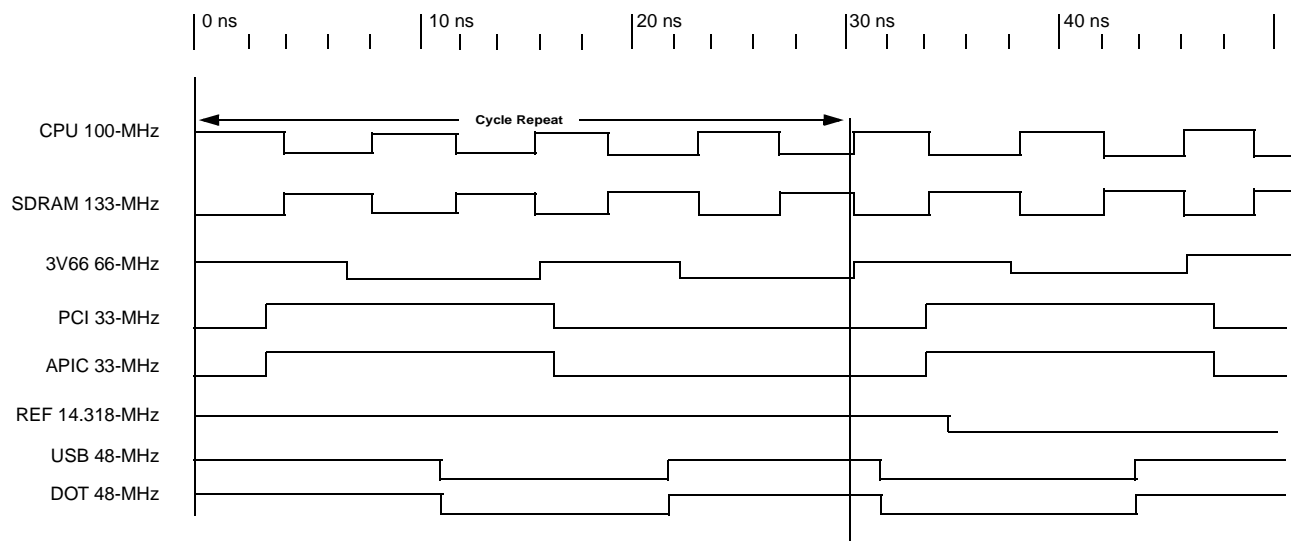 0 ns
10 ns
20 ns
30 ns
40 ns
Cycle Repeat
CPU 100-MHz
SDRAM 133-MHz
3V66 66-MHz
PCI 33-MHz
APIC 33-MHz
REF 14.318-MHz
USB 48-MHz
DOT 48-MHz